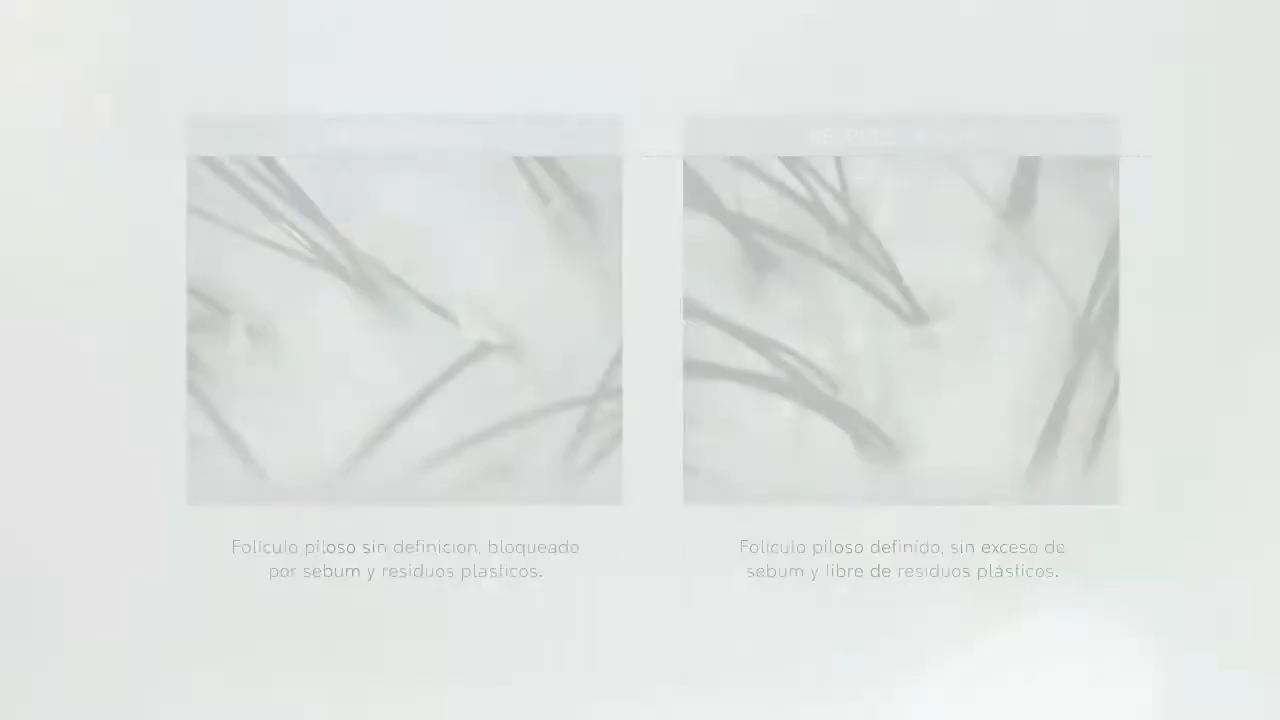 Folículo piloso sin definición, bloqueado
por sebum y residuos plásticos.
Folículo piloso definido, sin exceso de
sebum y libre de residuos plásticos.